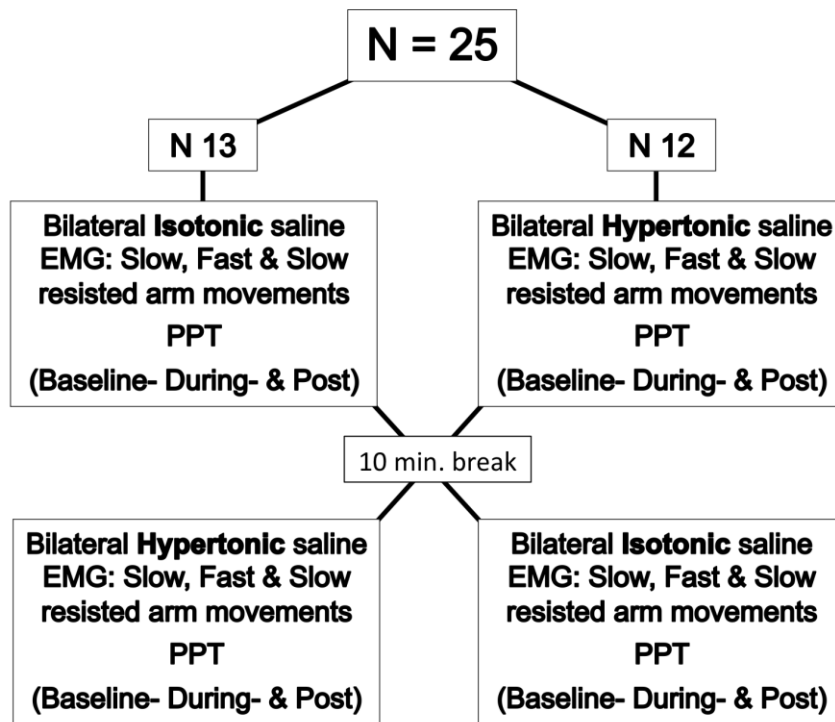 N = 25
N 13
N 12
Bilateral Isotonic saline
EMG: Slow, Fast & Slow
resisted arm movements
PPT
(Baseline- During- & Post)
Bilateral Hypertonic saline
EMG: Slow, Fast & Slow
resisted arm movements
PPT
(Baseline- During- & Post)
10 min. break
Bilateral Hypertonic saline
EMG: Slow, Fast & Slow
resisted arm movements
PPT
(Baseline- During- & Post)
Bilateral Isotonic saline
EMG: Slow, Fast & Slow
resisted arm movements
PPT
(Baseline- During- & Post)